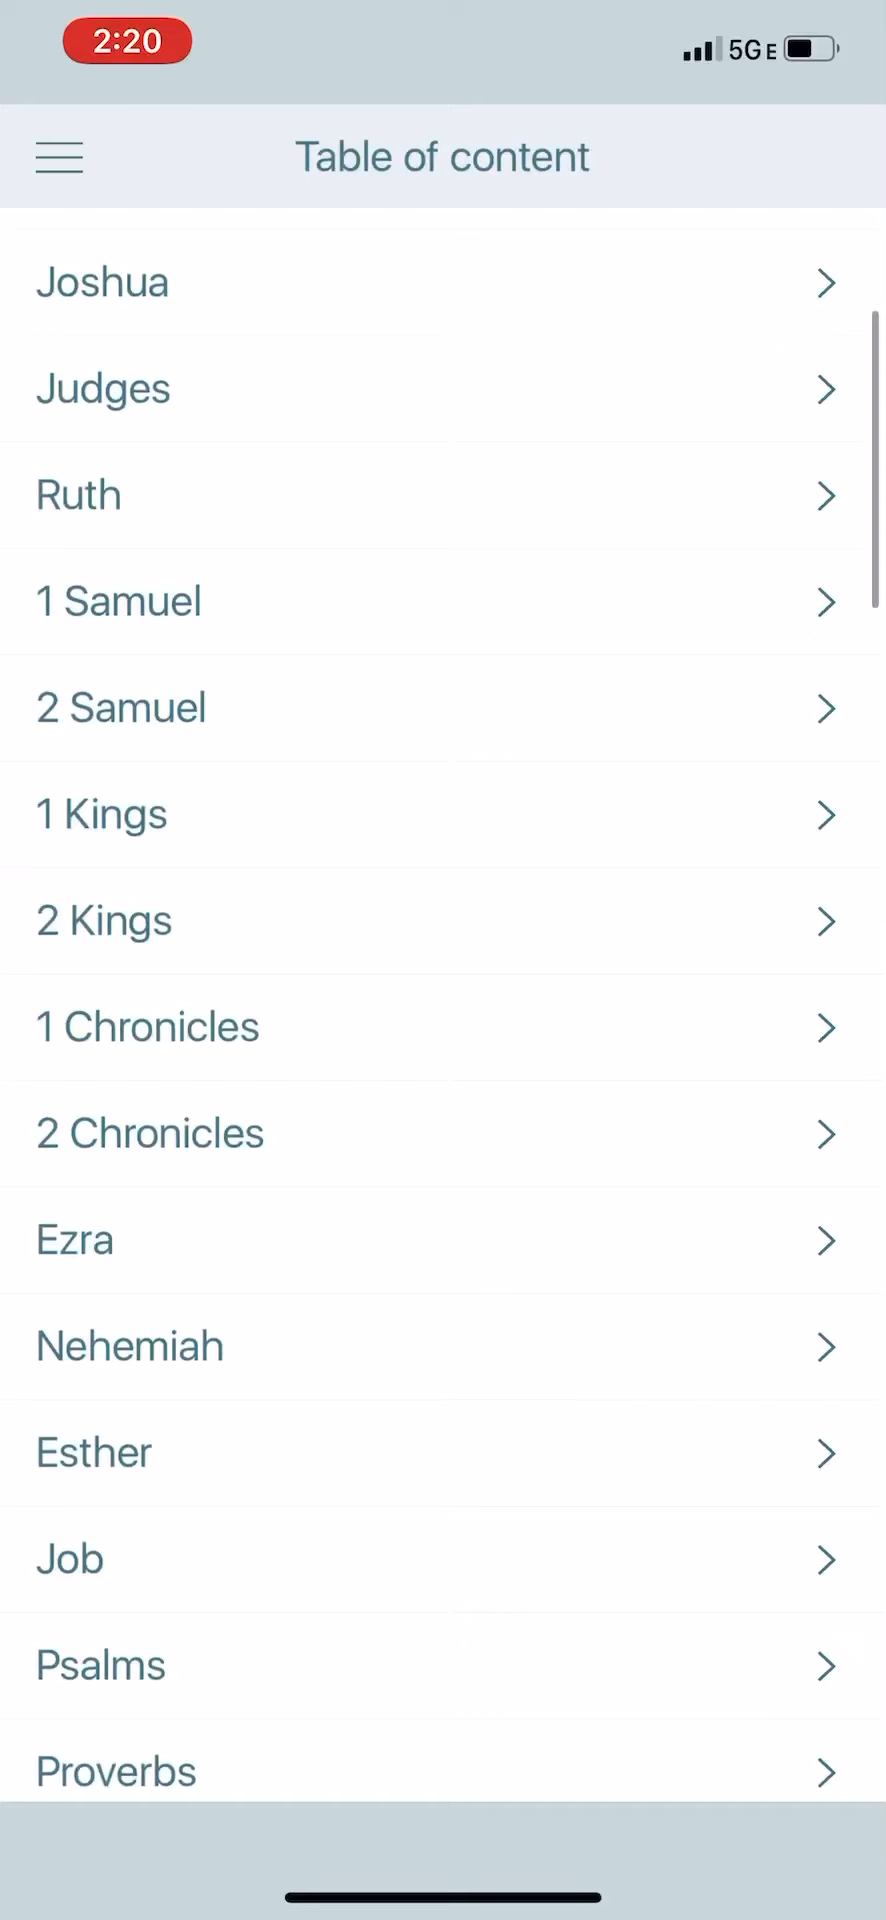 2:20
5GE
Table of content
Joshua
Judges
Ruth
1 Samuel
2 Samuel
1 Kings
2 Kings
1 Chronicles
2 Chronicles
Ezra
Nehemiah
Esther
Job
Psalms
Proverbs